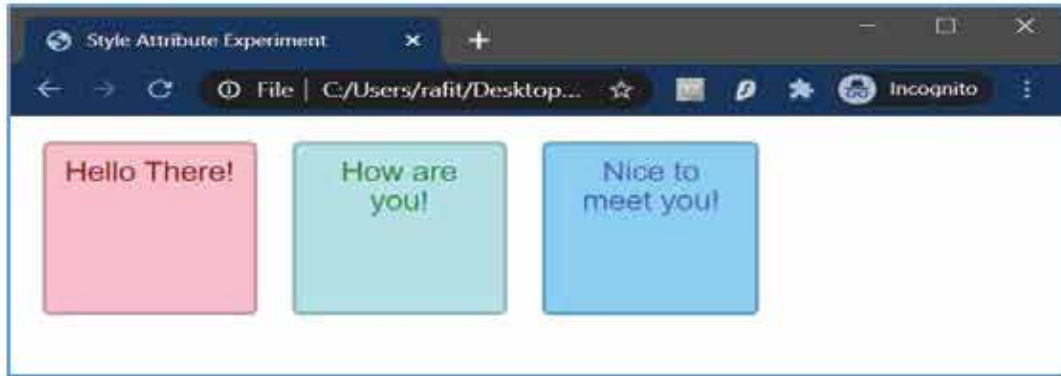 Style Attribute Experiment
File | C:/Users/rafit/Desktop... Incognito
Hello There!
How are
you!
Nice to
meet you!